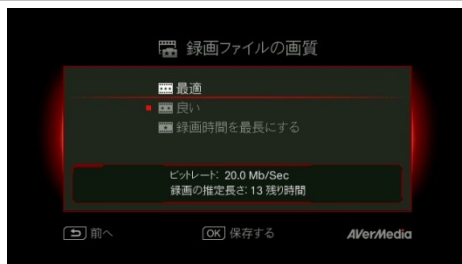 録画ファイルの画質
最適
良い
録画時間を最長にする
ビットレート: 20.0 Mb/Sec
録画の推定長さ: 13 残り時間
前へ
OK 保存する
AVerMedia